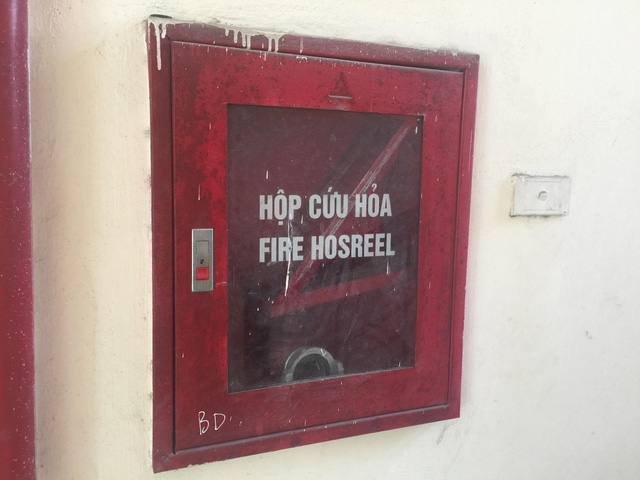 HỘP CỨU HỎA
FIRE HOSREEL
BD